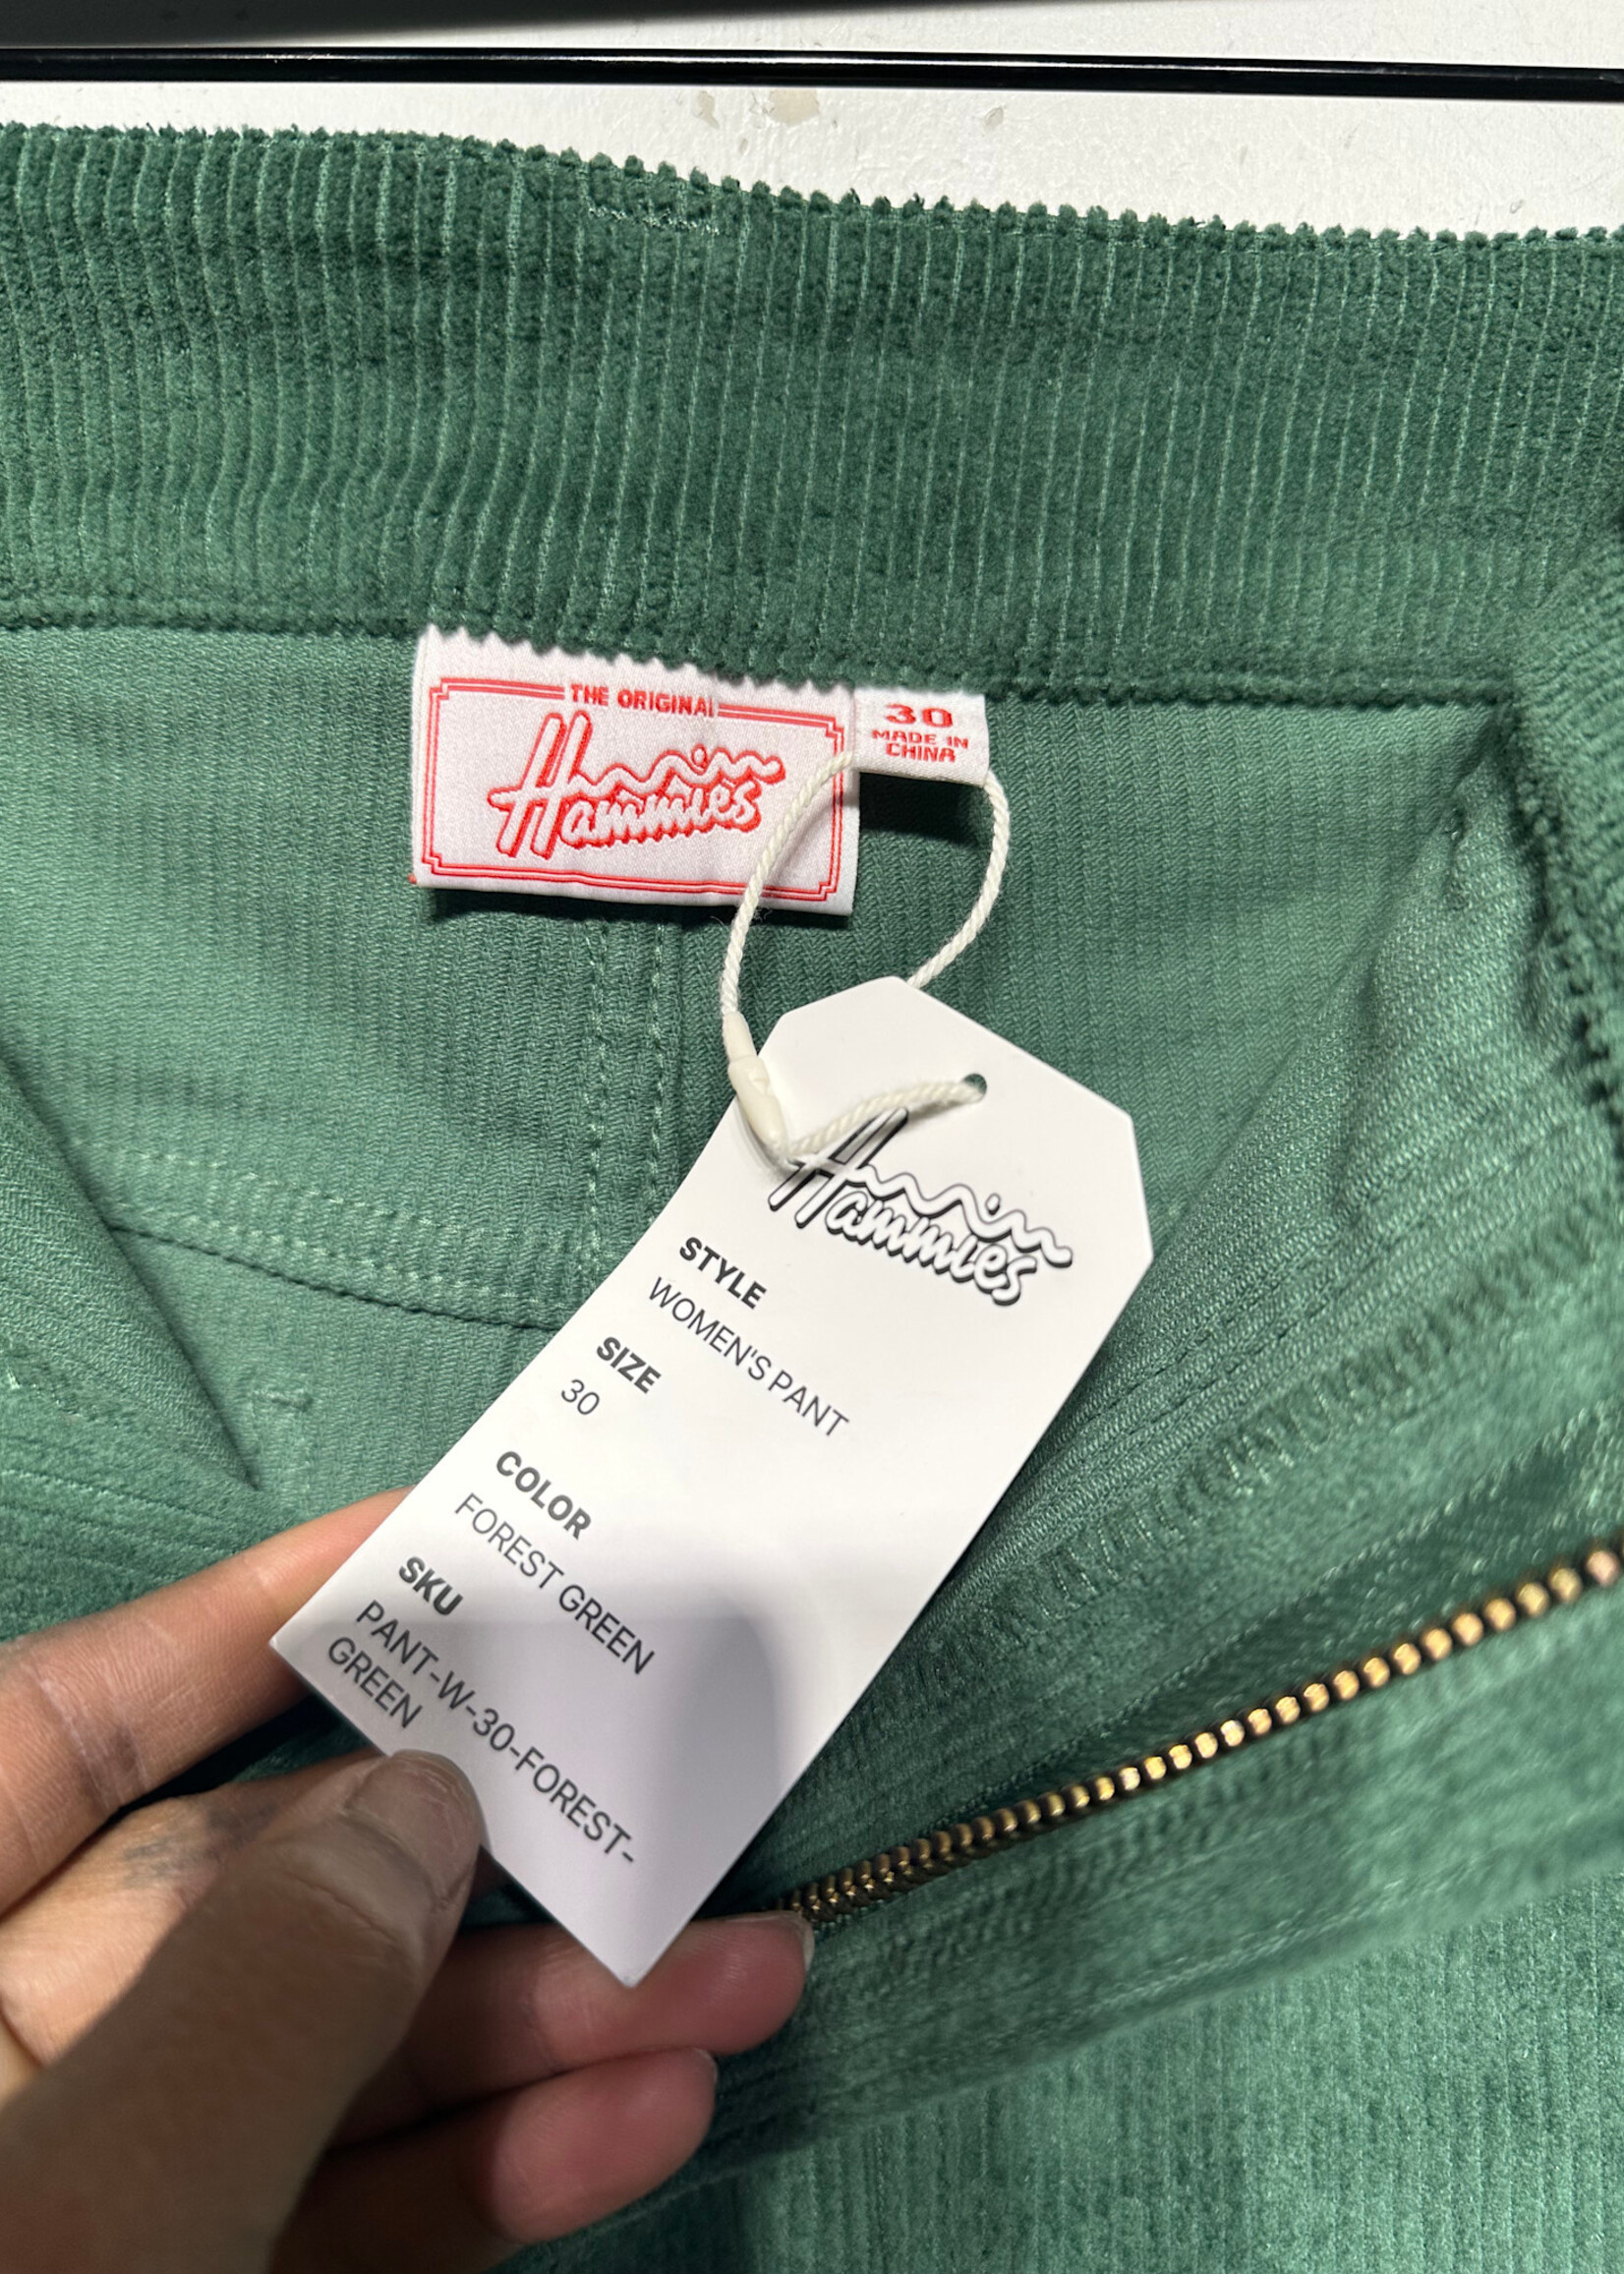 THE ORIGINAL
Hammies
30
MADE IN
CHINA
Hammies
STYLE
WOMEN'S PANT
SIZE
30
COLOR
FOREST GREEN
SKU
PANT-W-30-FOREST-
GREEN